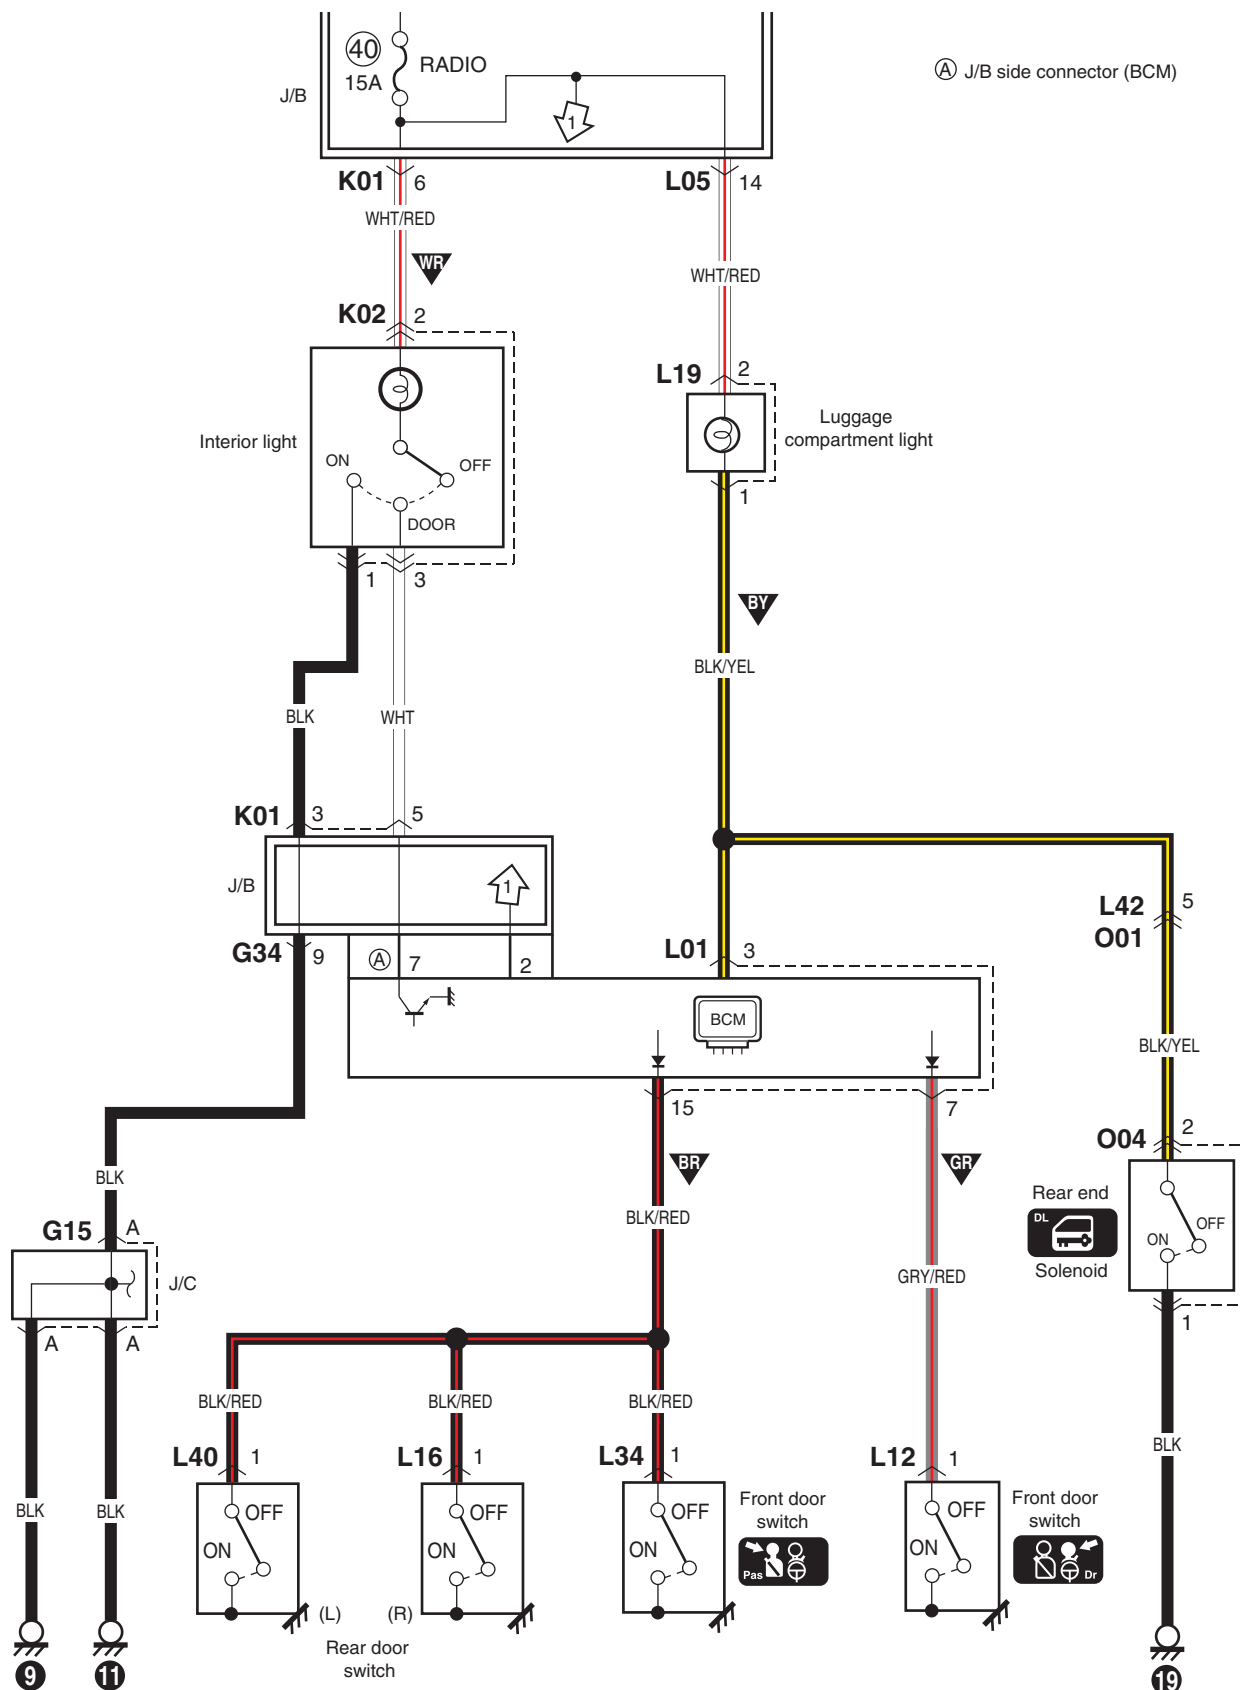 40
15A
RADIO
J/B
1
A J/B side connector (BCM)
K01 6
L05 14
WHT/RED
WR
WHT/RED
K02 2
L19 2
Interior light
ON
OFF
DOOR
Luggage
compartment light
1
1 3
BY
BLK/YEL
BLK
WHT
K01 3 5
J/B
1
L42 5
O01
G34 9
A 7 2
L01 3
BCM
BLK/YEL
15
7
O04 2
BR
GR
BLK
Rear end
DL
Solenoid
OFF
ON
BLK/RED
G15 A
J/C
GRY/RED
A A
1
BLK/RED
BLK/RED
BLK/RED
L40 1
L16 1
L34 1
L12 1
BLK
BLK
BLK
OFF
ON
OFF
ON
OFF
ON
Front door
switch
Pas
OFF
ON
Front door
switch
Dr
(L)
(R)
Rear door
switch
9
11
19